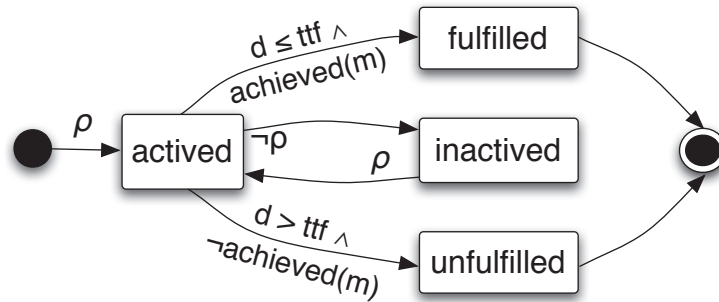 d ≤ ttf ∧
achieved(m)
fulfilled
ρ
actived
¬ρ
ρ
inactived
d > ttf ∧
¬achieved(m)
unfulfilled